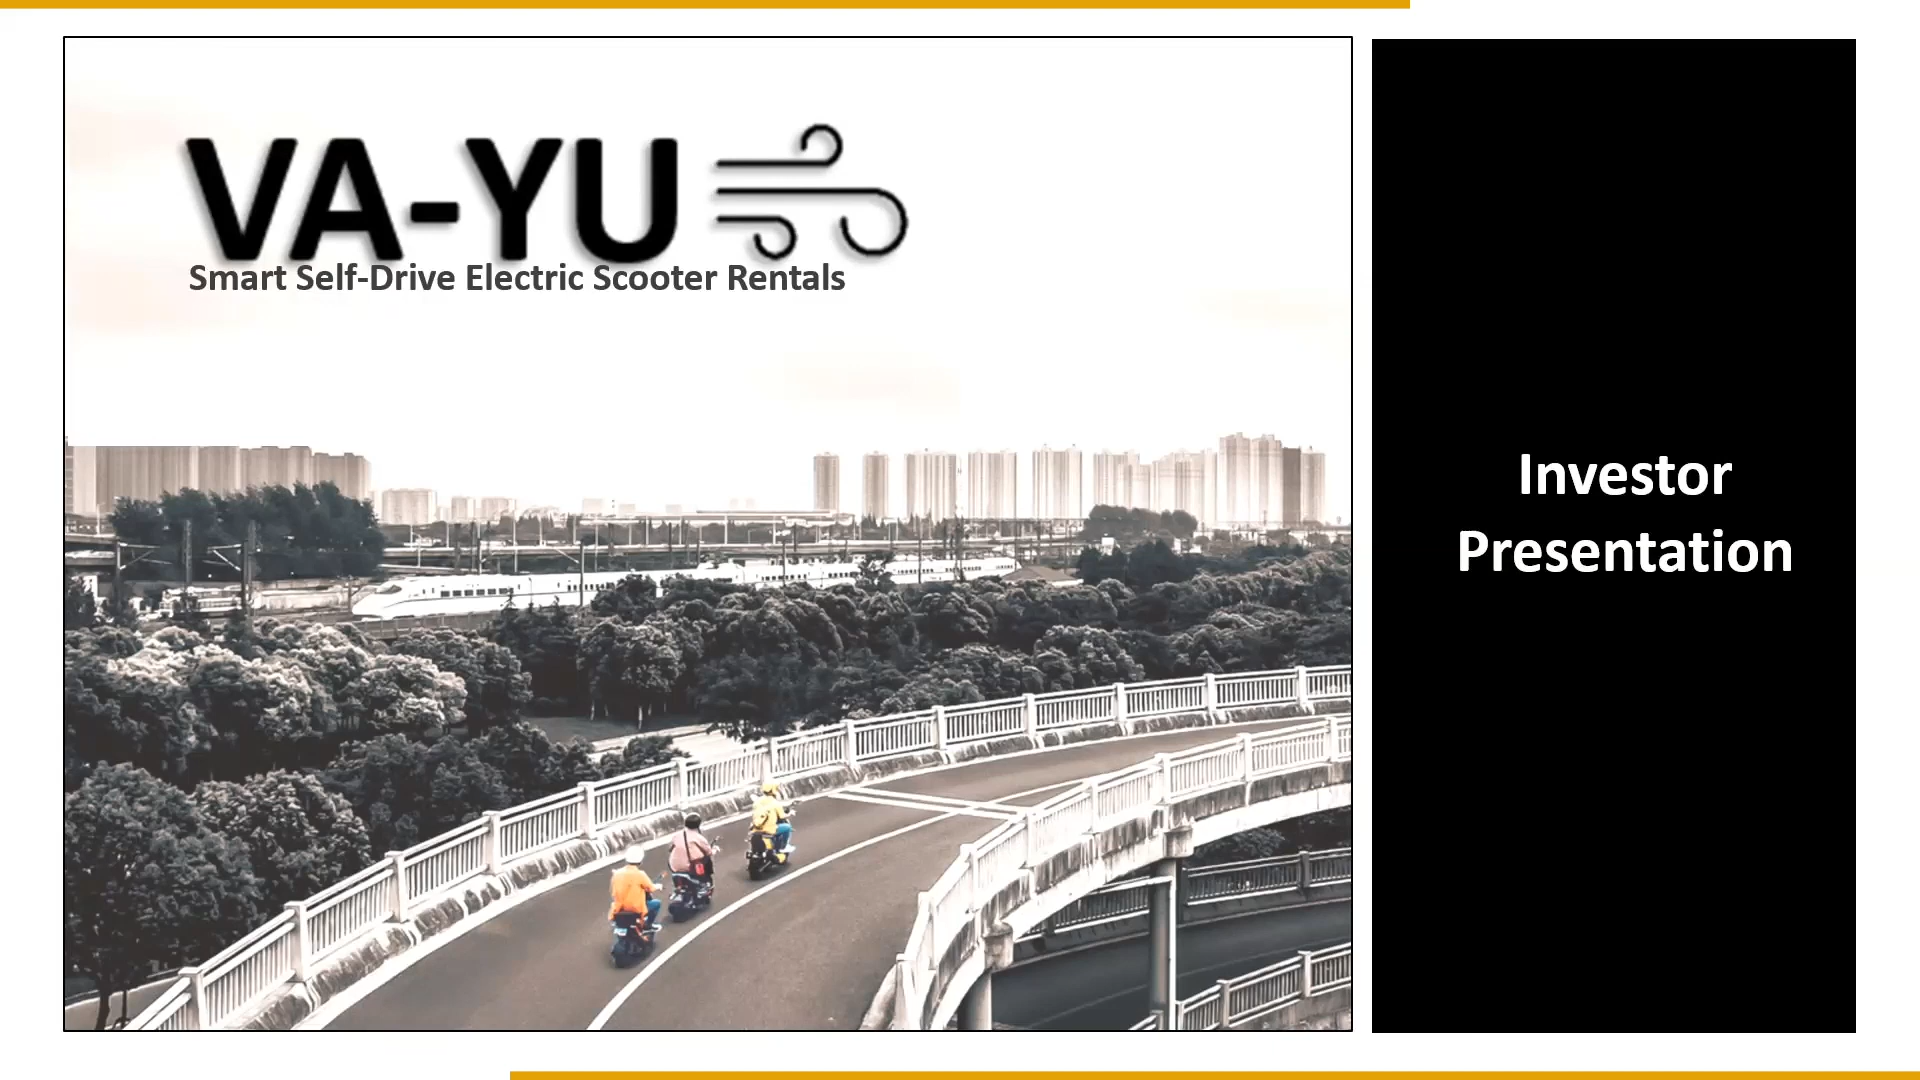 VA-YU
Smart Self-Drive Electric Scooter Rentals
Investor
Presentation